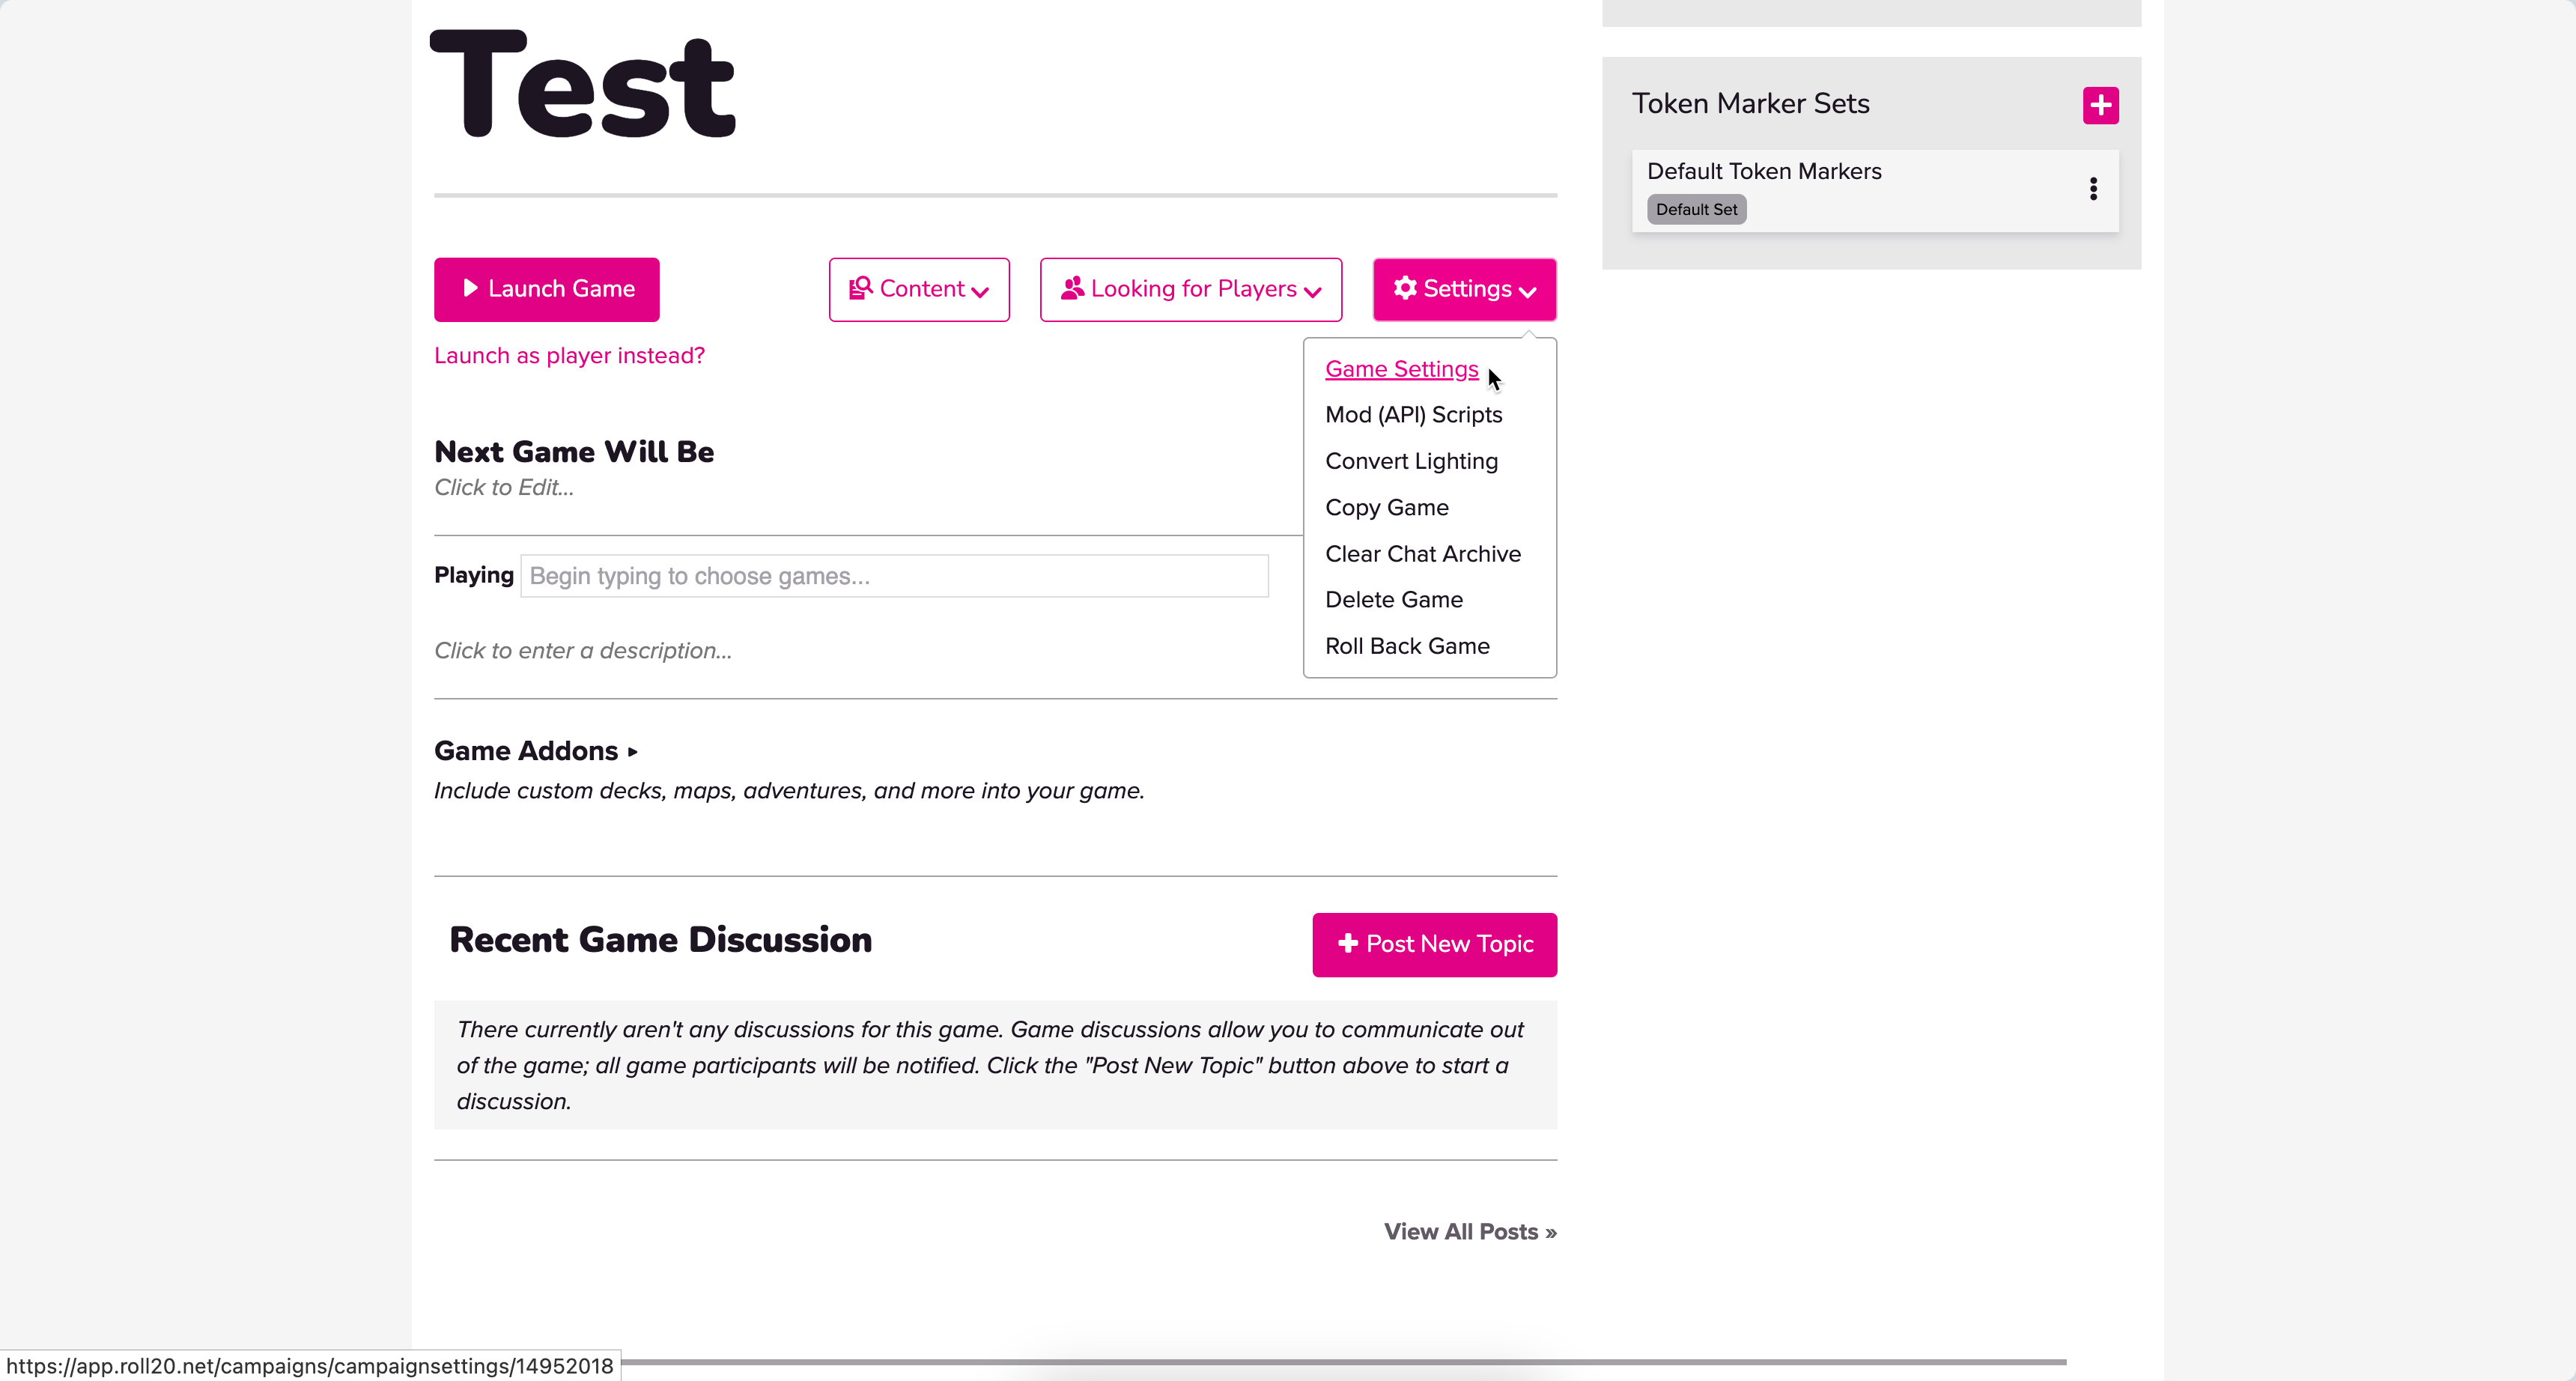 Test
Launch Game
Content
Looking for Players
Settings
Launch as player instead?
Game Settings
Mod (API) Scripts
Convert Lighting
Copy Game
Clear Chat Archive
Delete Game
Roll Back Game
Next Game Will Be
Click to Edit...
Playing
Begin typing to choose games...
Click to enter a description...
Game Addons ▸
Include custom decks, maps, adventures, and more into your game.
Recent Game Discussion
Post New Topic
There currently aren't any discussions for this game. Game discussions allow you to communicate out
of the game; all game participants will be notified. Click the "Post New Topic" button above to start a
discussion.
View All Posts »
Token Marker Sets
Default Token Markers
Default Set
https://app.roll20.net/campaigns/campaignsettings/14952018